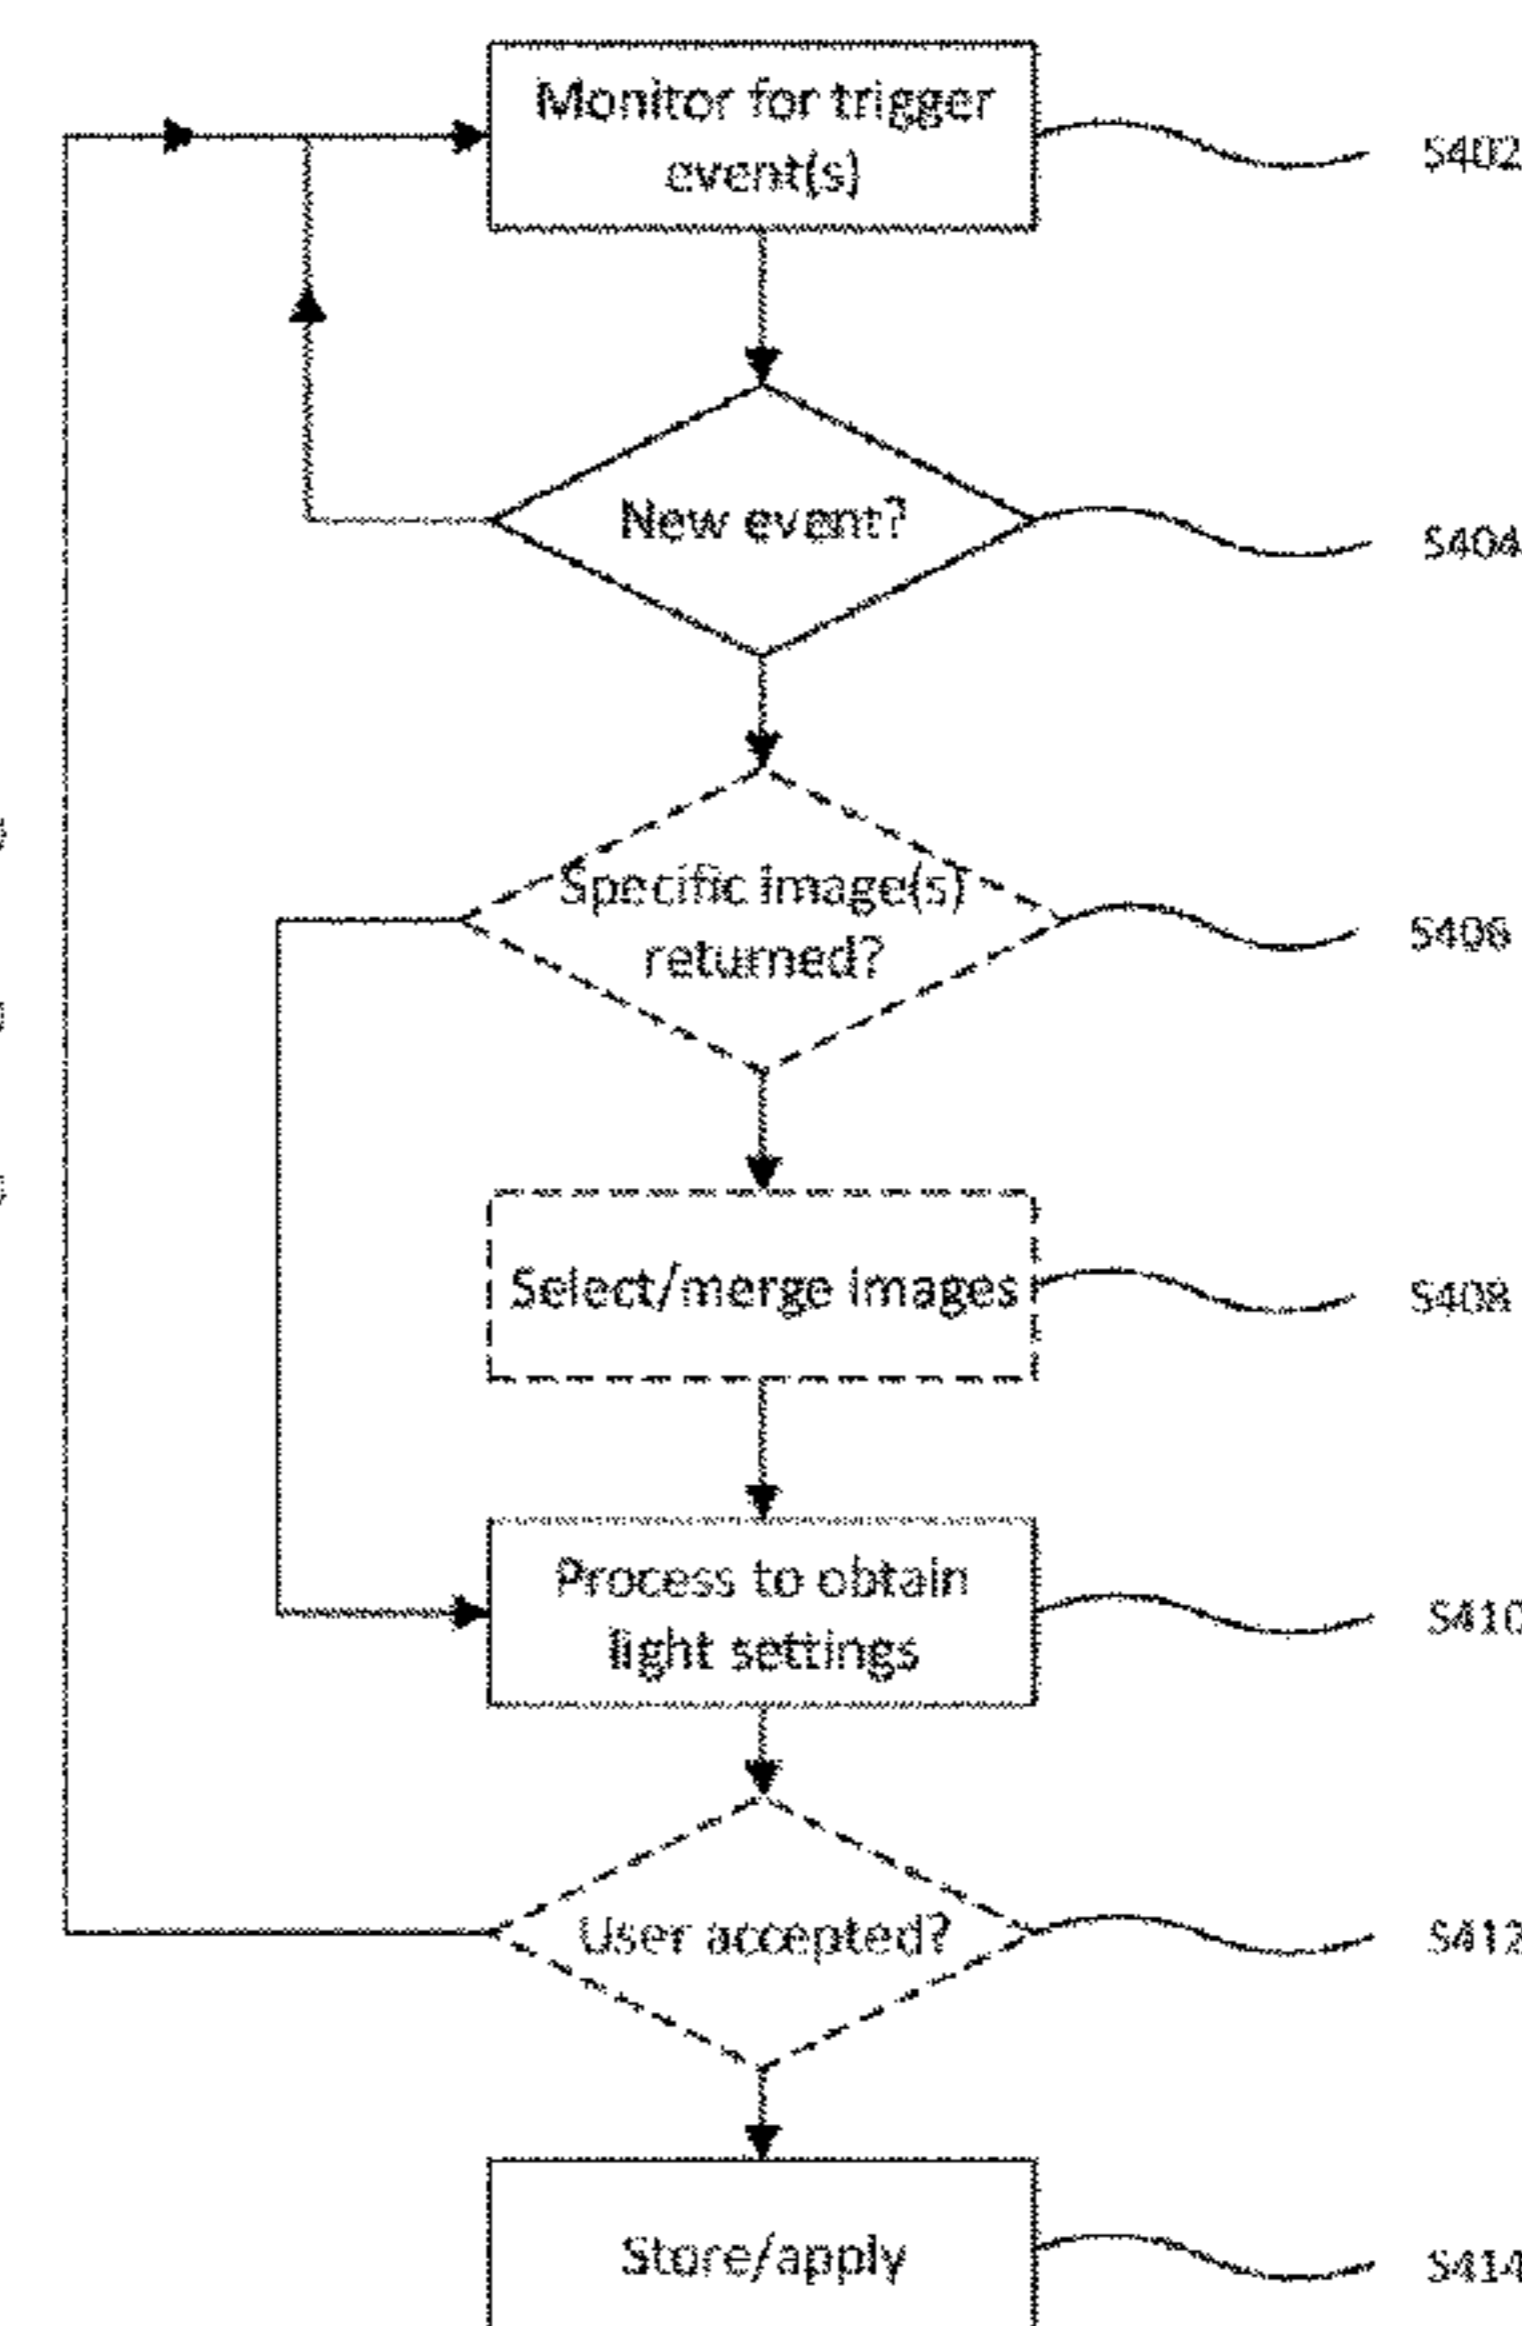 Monitor for trigger
event(s)
S402
New event?
S404
Specific image(s)
returned?
S406
Select/merge images
S408
Process to obtain
light settings
S410
User accepted?
S412
Store/apply
S414